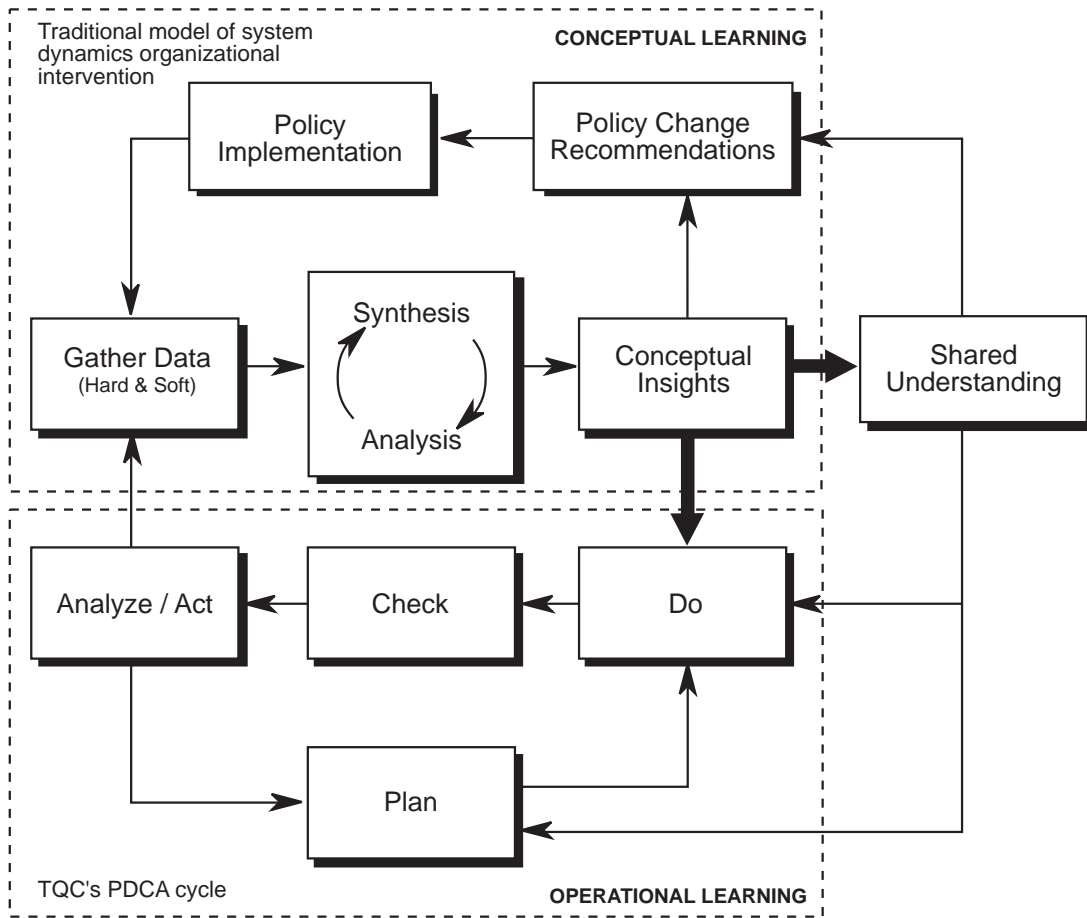 Traditional model of system
dynamics organizational
intervention
CONCEPTUAL LEARNING
Policy
Implementation
Policy Change
Recommendations
Gather Data
(Hard & Soft)
Synthesis
Analysis
Conceptual
Insights
Shared
Understanding
Analyze / Act
Check
Do
Plan
TQC's PDCA cycle
OPERATIONAL LEARNING